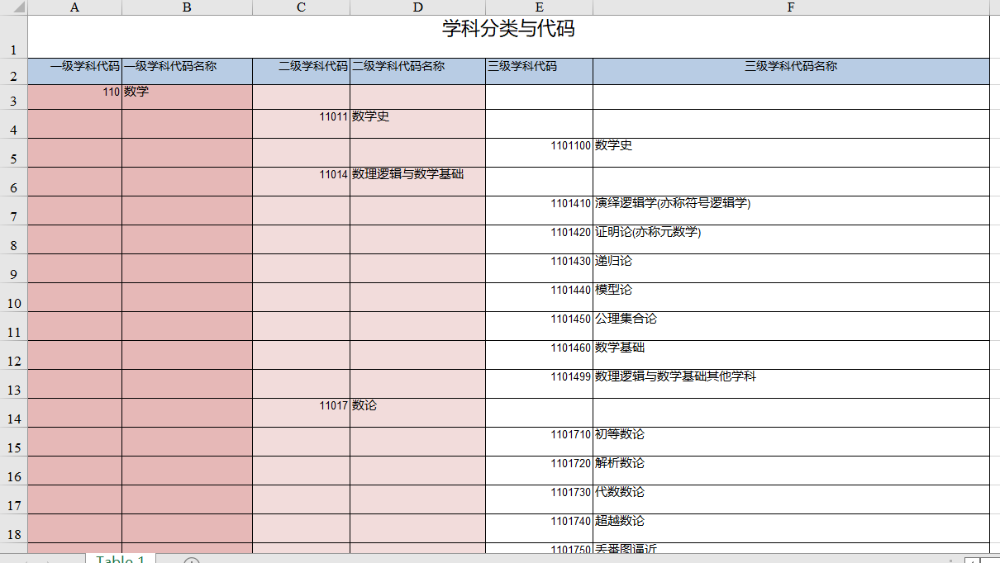 A B C D E F
1 学科分类与代码
2 一级学科代码 一级学科代码名称 二级学科代码 二级学科代码名称 三级学科代码 三级学科代码名称
3 110 数学
4 11011 数学史
5 1101100 数学史
6 11014 数理逻辑与数学基础
7 1101410 演绎逻辑学(亦称符号逻辑学)
8 1101420 证明论(亦称元数学)
9 1101430 递归论
10 1101440 模型论
11 1101450 公理集合论
12 1101460 数学基础
13 1101499 数理逻辑与数学基础其他学科
14 11017 数论
15 1101710 初等数论
16 1101720 解析数论
17 1101730 代数数论
18 1101740 超越数论
1101750 丢番图逼近
Table 1